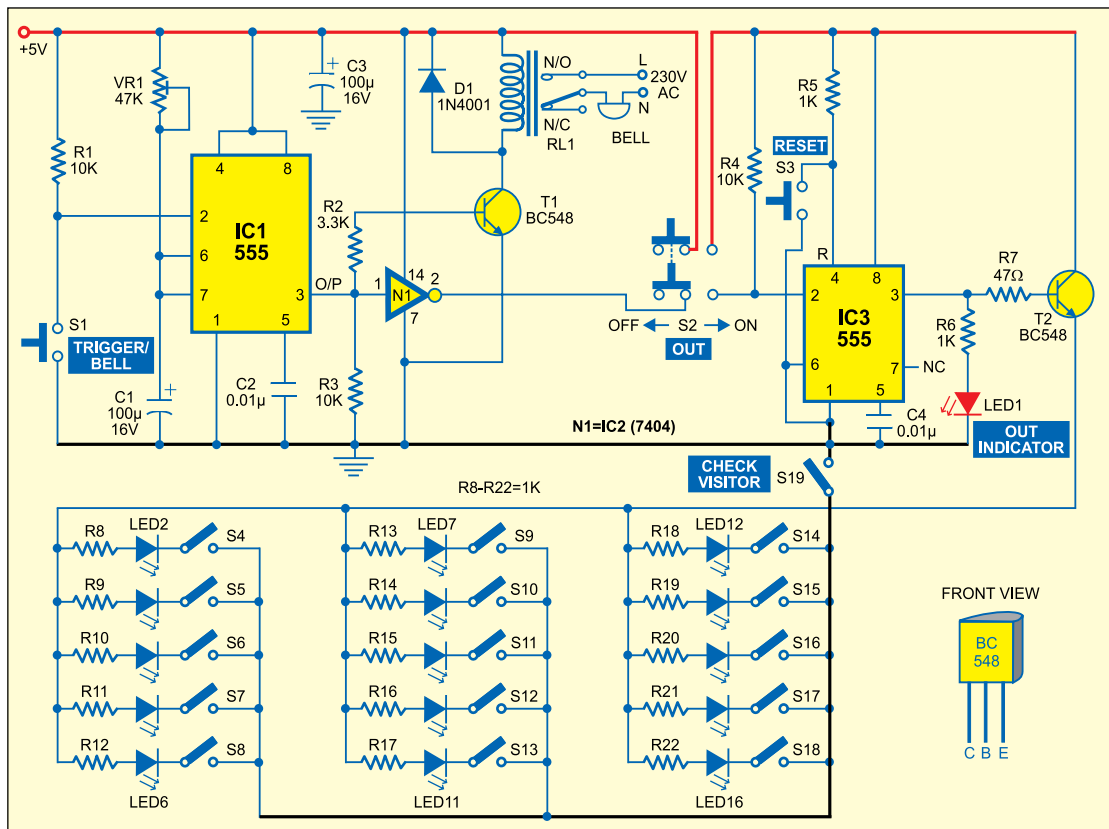 +5V
VR1
47K
R1
10K
S1
TRIGGER/
BELL
C1
100µ
16V
4
8
2
6
7
3
1
5
IC1
555
C2
0.01µ
C3
100µ
16V
O/P
R2
3.3K
R3
10K
1
14
2
7
N1
D1
1N4001
N/O
N/C
RL1
L
230V
AC
N
BELL
T1
BC548
OFF
S2
ON
OUT
N1=IC2 (7404)
R4
10K
R5
1K
RESET
S3
R
4
8
2
3
6
7
1
5
IC3
555
NC
C4
0.01µ
R7
47Ω
R6
1K
T2
BC548
LED1
OUT
INDICATOR
CHECK
VISITOR
S19
R8-R22=1K
R8
LED2
S4
R9
S5
R10
S6
R11
S7
R12
S8
LED6
R13
LED7
S9
R14
S10
R15
S11
R16
S12
R17
S13
LED11
R18
LED12
S14
R19
S15
R20
S16
R21
S17
R22
S18
LED16
FRONT VIEW
BC
548
C B E